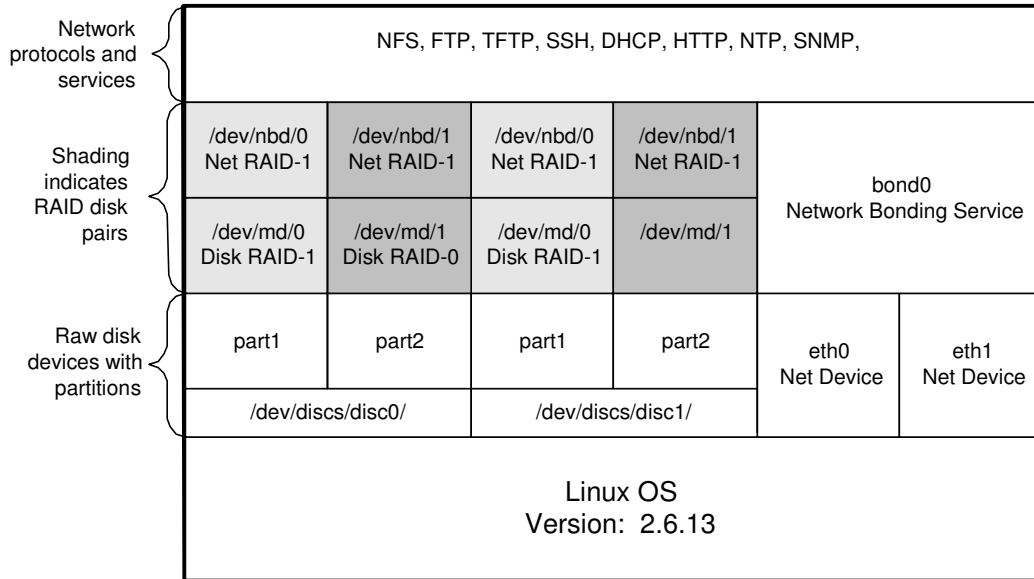 Network
protocols and
services
NFS, FTP, TFTP, SSH, DHCP, HTTP, NTP, SNMP,
Shading
indicates
RAID disk
pairs
/dev/nbd/0
Net RAID-1
/dev/nbd/1
Net RAID-1
/dev/nbd/0
Net RAID-1
/dev/nbd/1
Net RAID-1
bond0
Network Bonding Service
/dev/md/0
Disk RAID-1
/dev/md/1
Disk RAID-0
/dev/md/0
Disk RAID-1
/dev/md/1
Raw disk
devices with
partitions
part1
part2
part1
part2
eth0
Net Device
eth1
Net Device
/dev/discs/disc0/
/dev/discs/disc1/
Linux OS
Version: 2.6.13